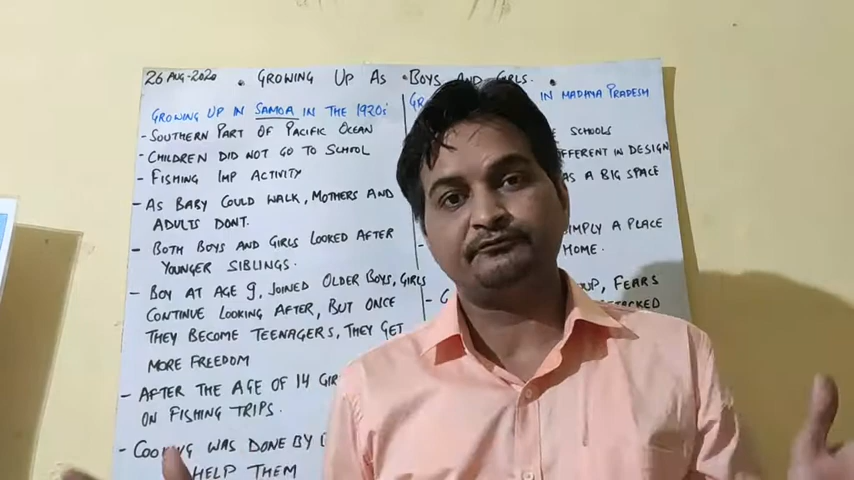 26 AUG-2020 • GROWING UP AS •BOYS AND GIRLS. •
GROWING UP IN SAMOA IN THE 1920s
- SOUTHERN PART OF PACIFIC OCEAN
- CHILDREN DID NOT GO TO SCHOOL
- FISHING IMP ACTIVITY
- AS BABY COULD WALK, MOTHERS AND
ADULTS DONT.
- BOTH BOYS AND GIRLS LOOKED AFTER
YOUNGER SIBLINGS.
- BOY AT AGE 9, JOINED OLDER BOYS, GIRLS
CONTINUE LOOKING AFTER, BUT ONCE
THEY BECOME TEENAGERS, THEY GET
MORE FREEDOM
- AFTER THE AGE OF 14 GIR
ON FISHING TRIPS.
- COOKING WAS DONE BY B
HELP THEM
IN MADHYA PRADESH
SCHOOLS
DIFFERENT IN DESIGN
AS A BIG SPACE
SIMPLY A PLACE
HOME.
UP, FEARS
ATTACKED